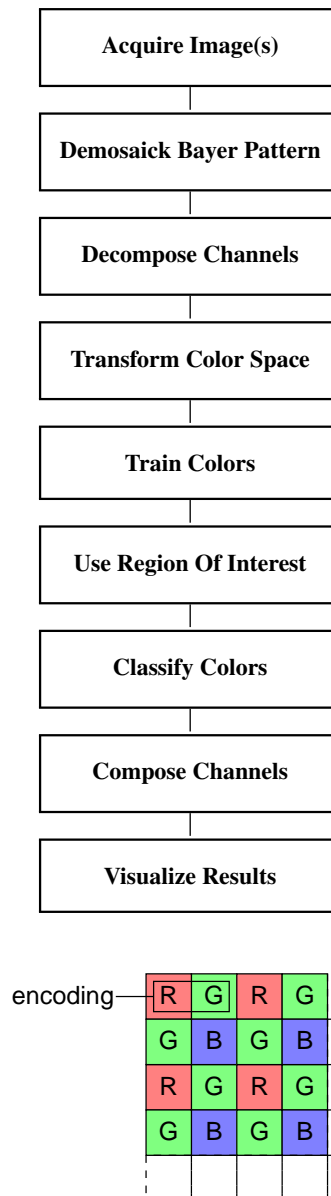 Acquire Image(s)
Demosaick Bayer Pattern
Decompose Channels
Transform Color Space
Train Colors
Use Region Of Interest
Classify Colors
Compose Channels
Visualize Results
encoding R G R G
G B G B
R G R G
G B G B